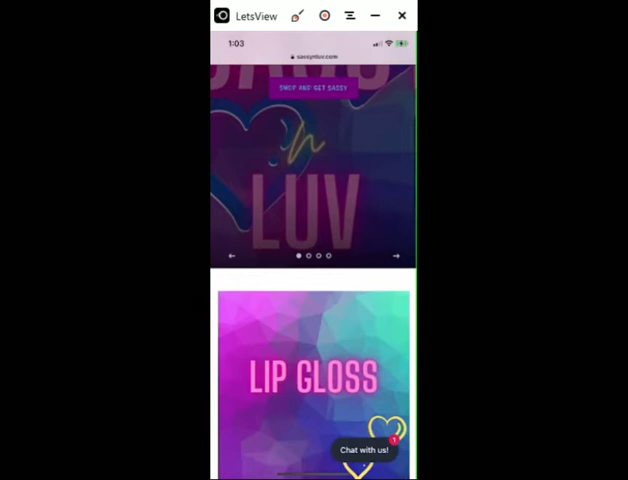 LetsView
1:03
sassynluv.com
SHOP AND GET SASSY
n
LUV
LIP GLOSS
1
Chat with us!